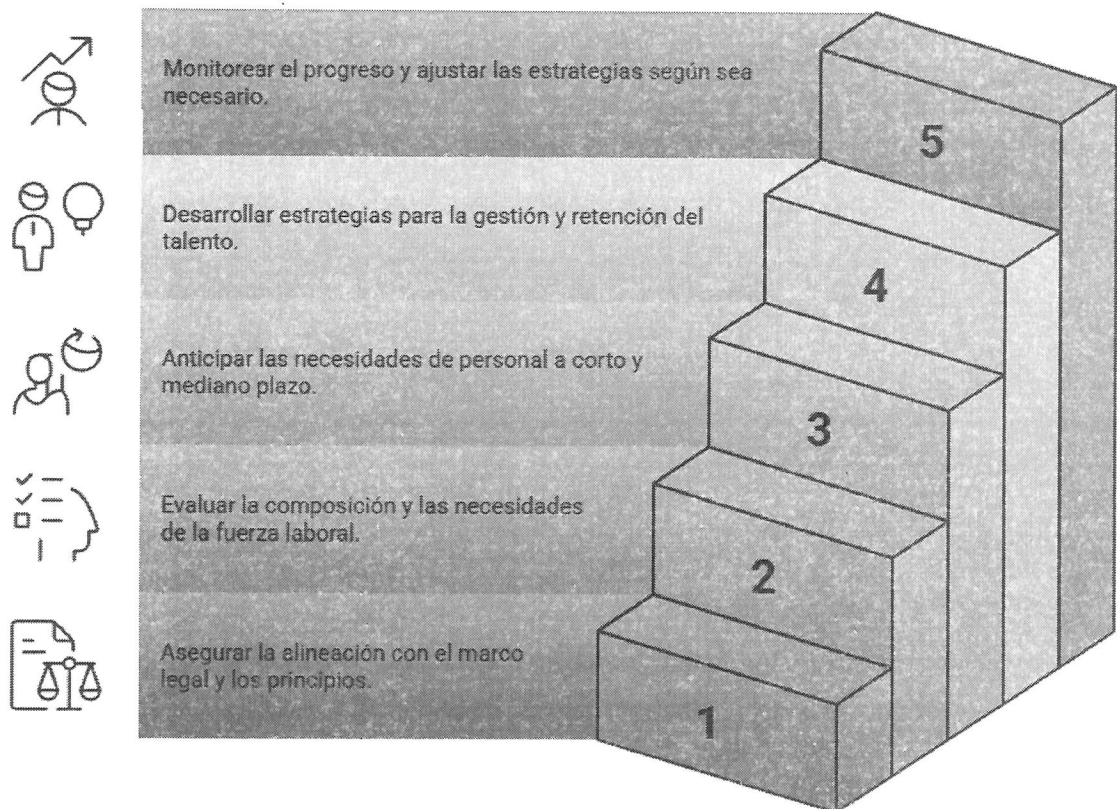 Monitorear el progreso y ajustar las estrategias según sea
necesario.
5
Desarrollar estrategias para la gestión y retención del
talento.
4
Anticipar las necesidades de personal a corto y
mediano plazo.
3
Evaluar la composición y las necesidades
de la fuerza laboral.
2
Asegurar la alineación con el marco
legal y los principios.
1